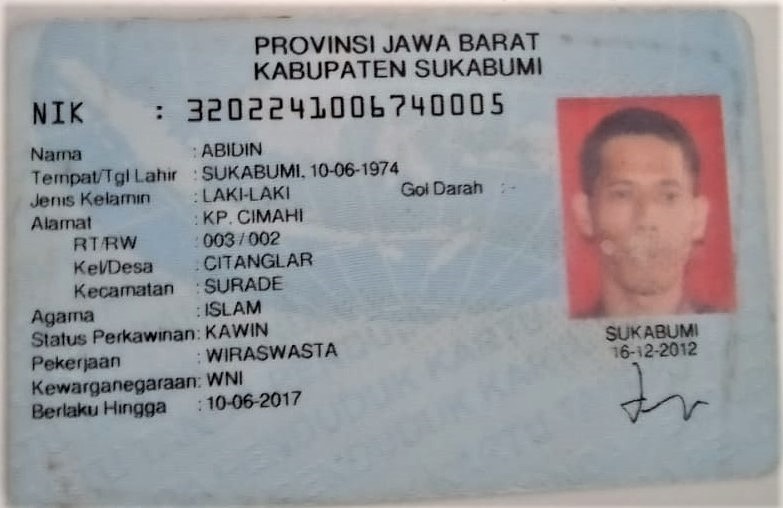 PROVINSI JAWA BARAT
KABUPATEN SUKABUMI
NIK : 3202241006740005
Nama : ABIDIN
Tempat/Tgl Lahir : SUKABUMI, 10-06-1974
Jenis Kelamin : LAKI-LAKI Gol Darah : -
Alamat : KP. CIMAHI
RT/RW : 003 / 002
Kel/Desa : CITANGLAR
Kecamatan : SURADE
Agama : ISLAM
Status Perkawinan: KAWIN
Pekerjaan : WIRASWASTA
Kewarganegaraan: WNI
Berlaku Hingga : 10-06-2017
SUKABUMI
16-12-2012